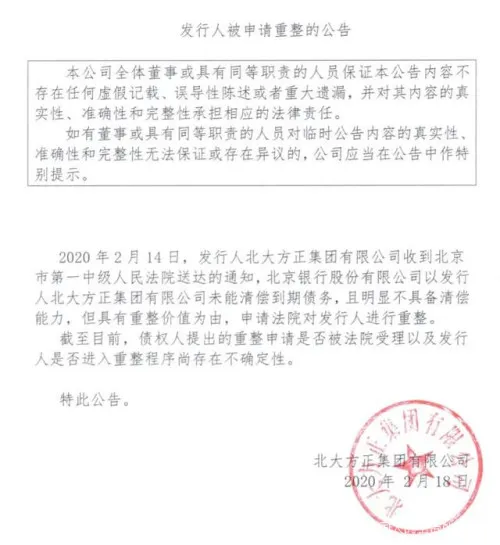 发行人被申请重整的公告
本公司全体董事或具有同等职责的人员保证本公告内容不
存在任何虚假记载、误导性陈述或者重大遗漏，并对其内容的真
实性、准确性和完整性承担相应的法律责任。
如有董事或具有同等职责的人员对临时公告内容的真实性、
准确性和完整性无法保证或存在异议的，公司应当在公告中作特
别提示。
2020 年 2 月 14 日，发行人北大方正集团有限公司收到北京
市第一中级人民法院送达的通知，北京银行股份有限公司以发行
人北大方正集团有限公司未能清偿到期债务，且明显不具备清偿
能力，但具有重整价值为由，申请法院对发行人进行重整。
截至目前，债权人提出的重整申请是否被法院受理以及发行
人是否进入重整程序尚存在不确定性。
特此公告。
北大方正集团有限公司
2020 年 2 月 18 日
北大方正集团有限公司